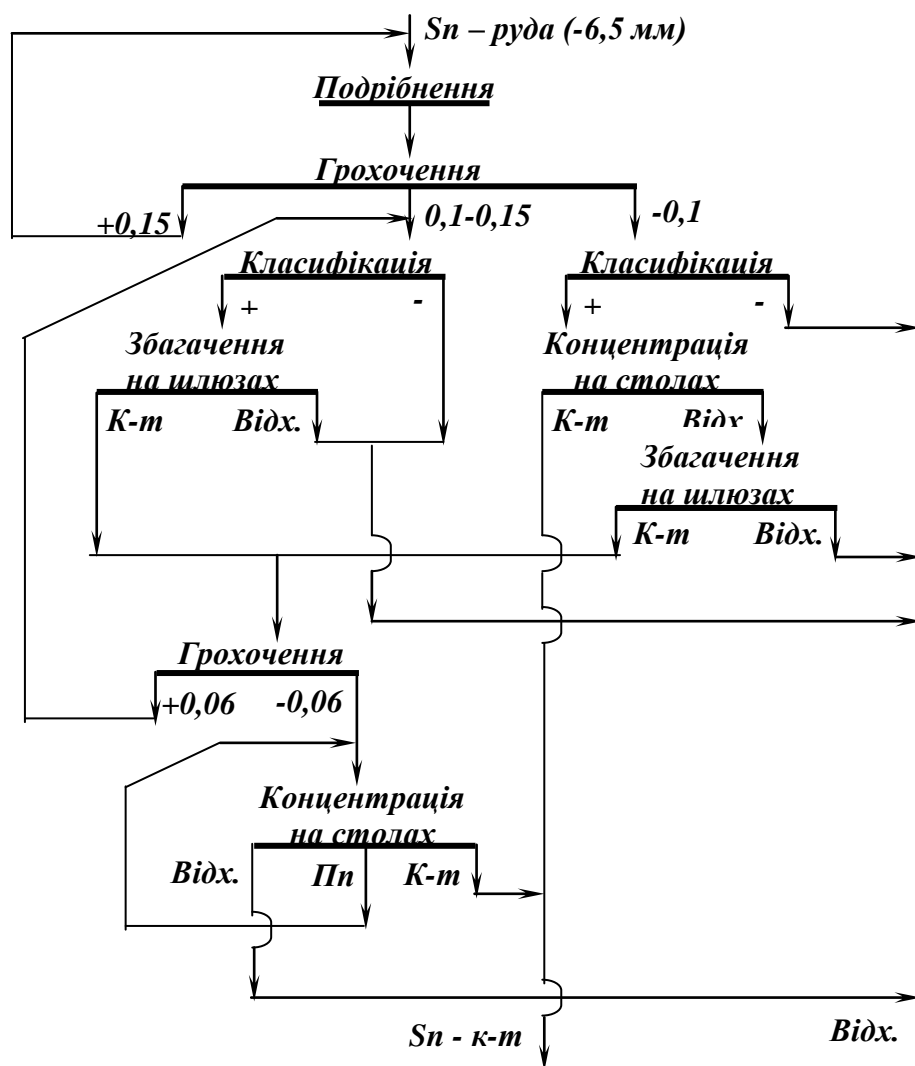 Sn – руда (-6,5 мм)
Подрібнення
Грохочення
+0,15
0,1-0,15
-0,1
Класифікація
Класифікація
+
-
+
-
Збагачення
на шлюзах
Концентрація
на столах
К-т
Відх.
К-т
Відх
Збагачення
на шлюзах
К-т
Відх.
Грохочення
+0,06
-0,06
Концентрація
на столах
Відх.
Пп
К-т
Sn - к-т
Відх.